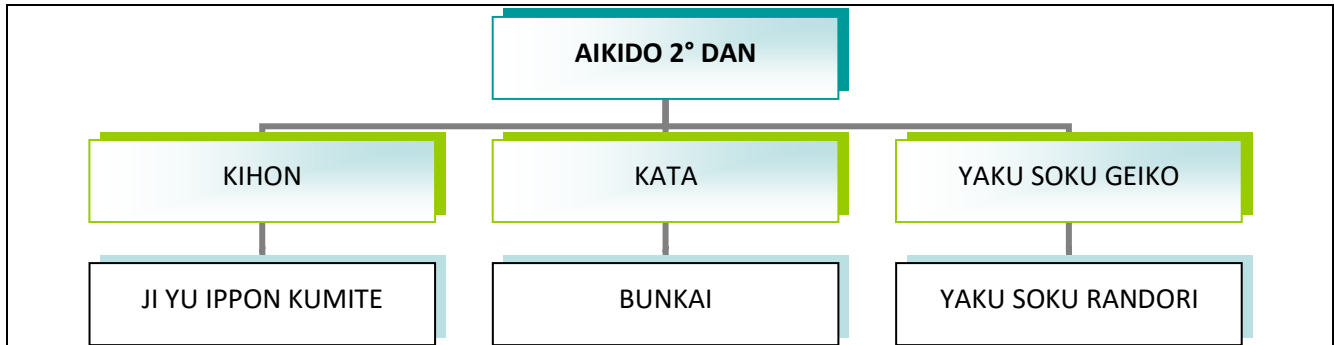 AIKIDO 2° DAN
KIHON
KATA
YAKU SOKU GEIKO
JI YU IPPON KUMITE
BUNKAI
YAKU SOKU RANDORI